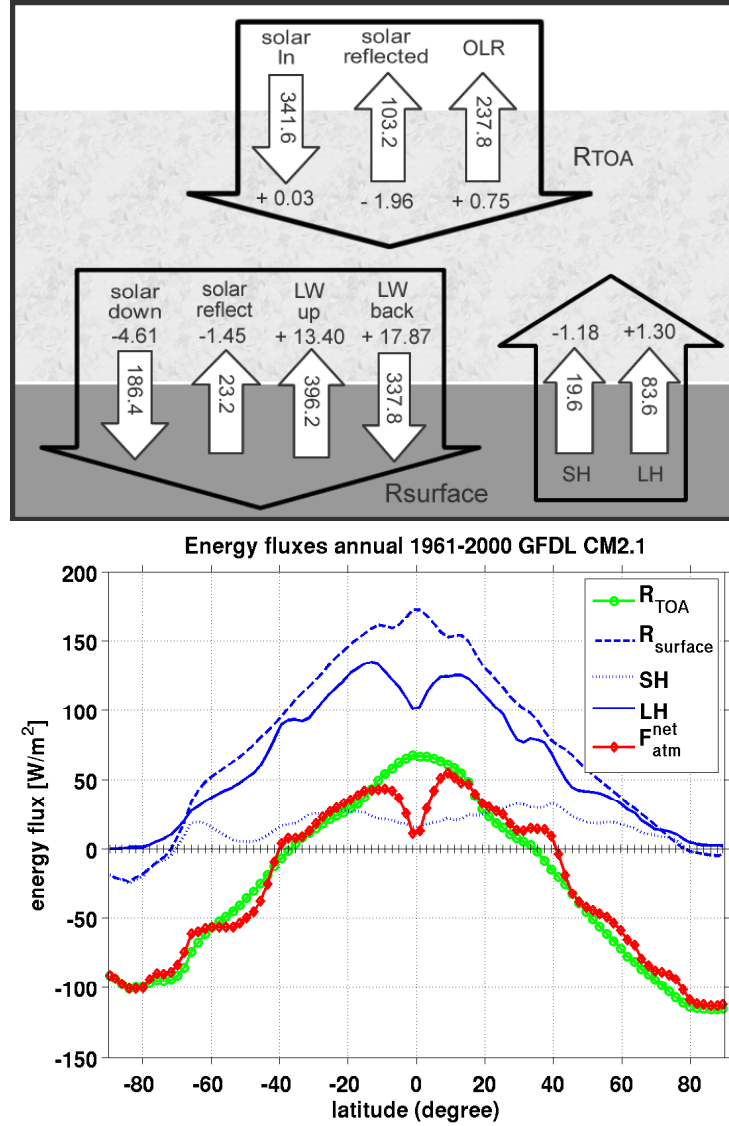 solar In
solar reflected
OLR
341.6
103.2
237.8
RTOA
+ 0.03
- 1.96
+ 0.75
solar down
solar reflect
LW up
LW back
-4.61
-1.45
+ 13.40
+ 17.87
-1.18
+1.30
186.4
23.2
396.2
337.8
19.6
83.6
SH
LH
Rsurface
Energy fluxes annual 1961-2000 GFDL CM2.1
200
150
100
50
0
-50
-100
-150
energy flux [W/m²]
R_TOA
R_surface
SH
LH
F_atm^net
-80
-60
-40
-20
0
20
40
60
80
latitude (degree)